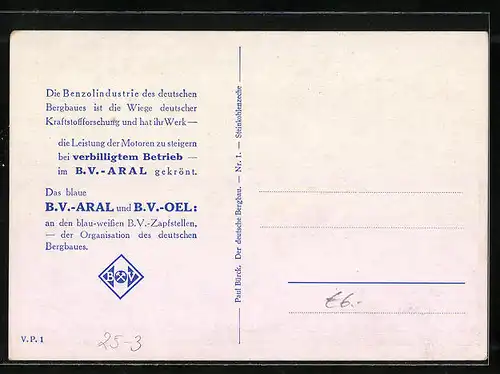 Die Benzolindustrie des deutschen
Bergbaues ist die Wiege deutscher
Kraftstofforschung und hat ihr Werk —
die Leistung der Motoren zu steigern
bei verbilligtem Betrieb —
im B.V.-ARAL gekrönt.
Das blaue
B.V.-ARAL und B.V.-OEL:
an den blau-weißen B.V.-Zapfstellen,
— der Organisation des deutschen
Bergbaues.
B V
V. P. 1
25-3
Paul Bürck. Der deutsche Bergbau. — Nr. 1. — Steinkohlenzeche
€6.-